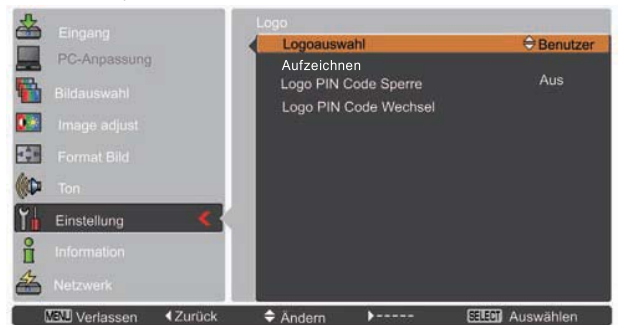 Logo
Eingang
PC-Anpassung
Bildauswahl
Image adjust
Format Bild
Ton
Einstellung
Information
Netzwerk
Logoauswahl Benutzer
Aufzeichnen
Logo PIN Code Sperre Aus
Logo PIN Code Wechsel
MENU Verlassen Zurück Ändern ----- SELECT Auswählen